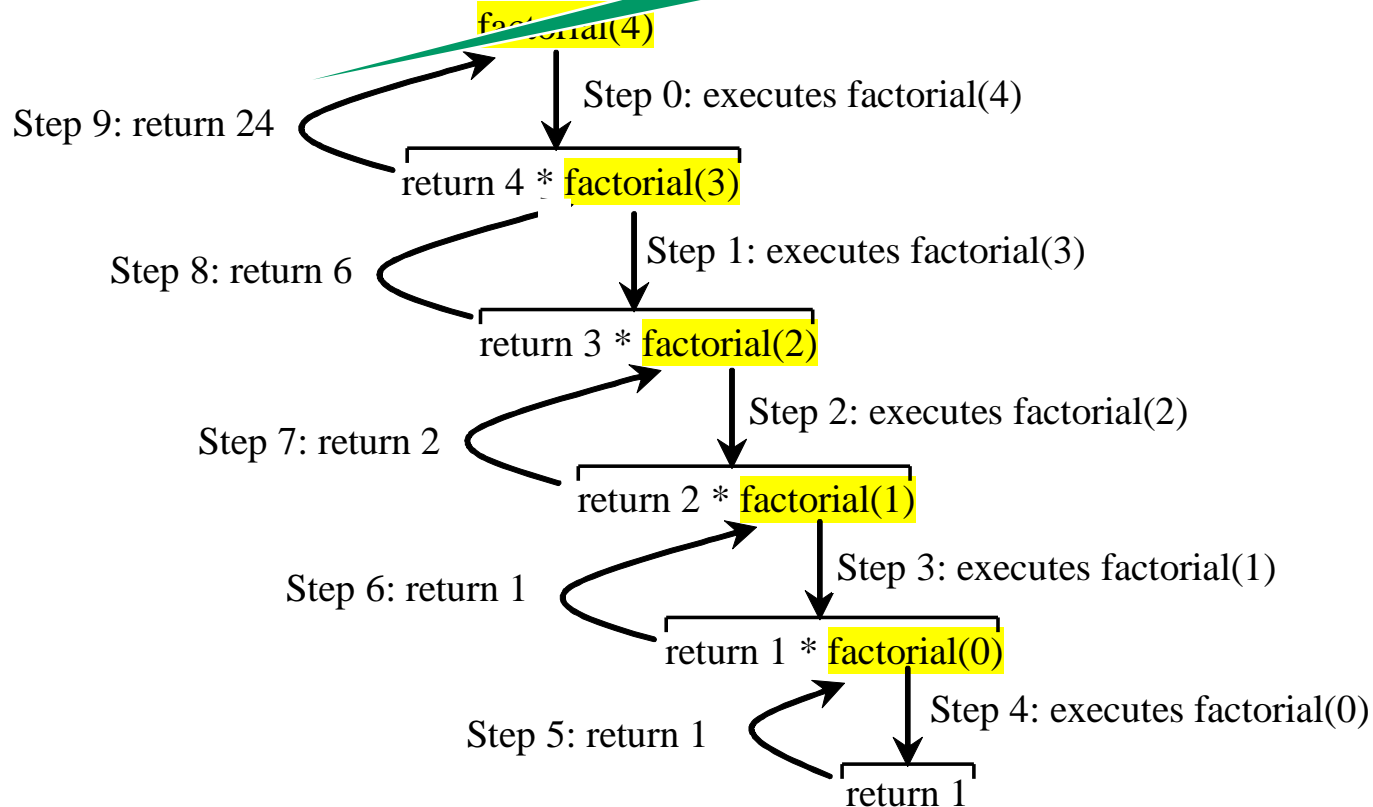 factorial(4)
Step 0: executes factorial(4)
Step 9: return 24
return 4 * factorial(3)
Step 1: executes factorial(3)
Step 8: return 6
return 3 * factorial(2)
Step 2: executes factorial(2)
Step 7: return 2
return 2 * factorial(1)
Step 3: executes factorial(1)
Step 6: return 1
return 1 * factorial(0)
Step 4: executes factorial(0)
Step 5: return 1
return 1